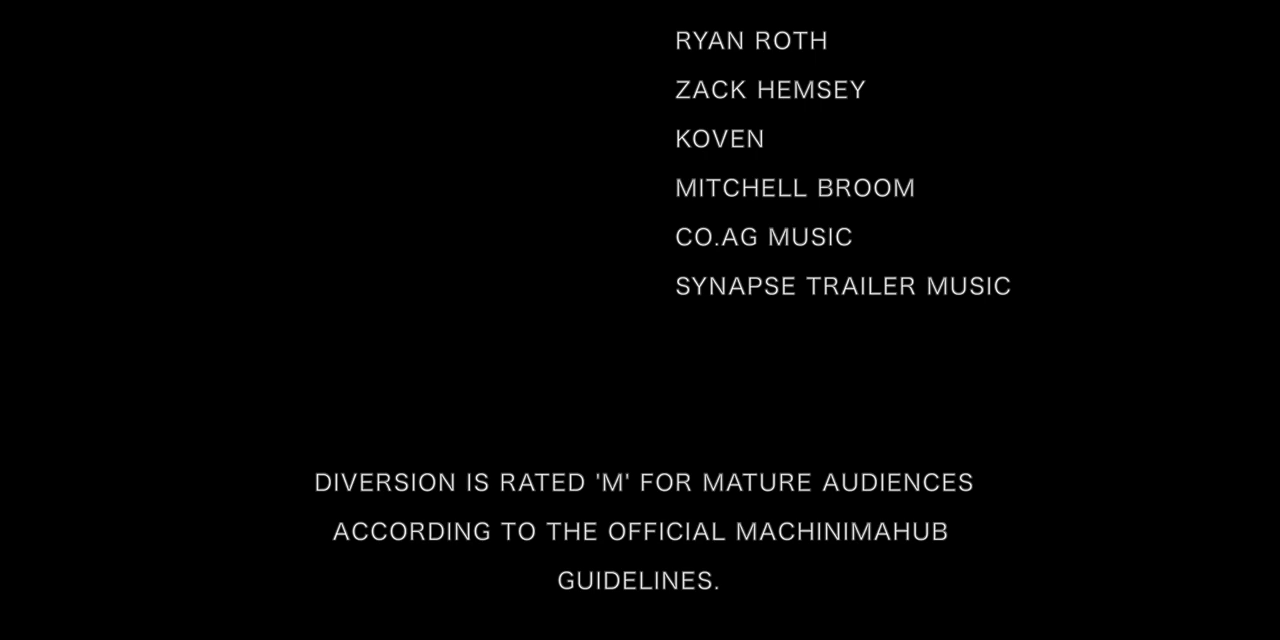 RYAN ROTH
ZACK HEMSEY
KOVEN
MITCHELL BROOM
CO.AG MUSIC
SYNAPSE TRAILER MUSIC
DIVERSION IS RATED 'M' FOR MATURE AUDIENCES
ACCORDING TO THE OFFICIAL MACHINIMAHUB
GUIDELINES.